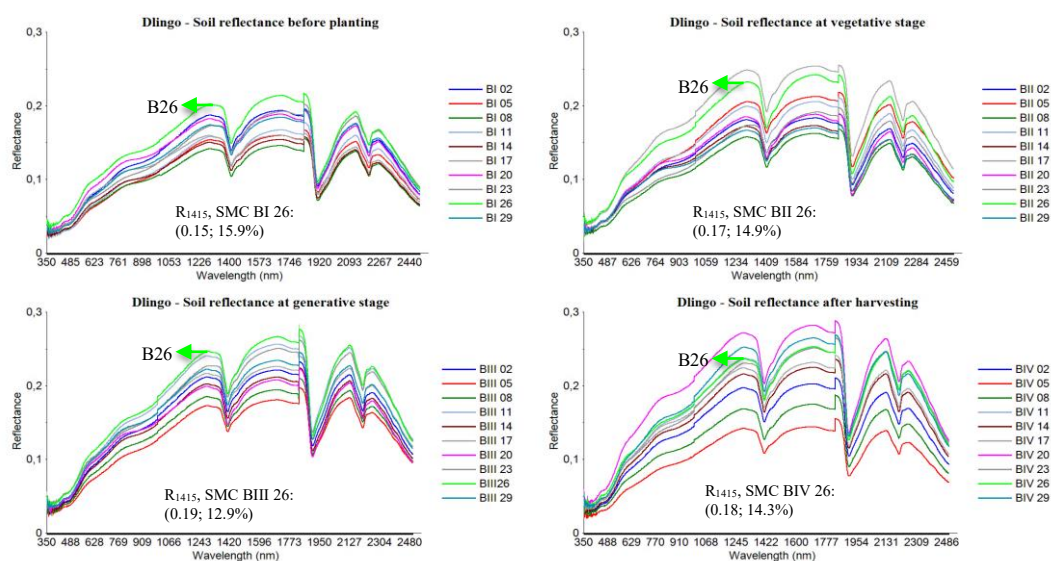 Dlingo - Soil reflectance before planting
0,3
0,2
0,1
0
Reflectance
B26
R1415, SMC BI 26:
(0.15; 15.9%)
350 485 623 761 898 1053 1226 1400 1573 1746 1920 2093 2267 2440
Wavelength (nm)
BI 02
BI 05
BI 08
BI 11
BI 14
BI 17
BI 20
BI 23
BI 26
BI 29
Dlingo - Soil reflectance at vegetative stage
0,3
0,2
0,1
0
Reflectance
B26
R1415, SMC BII 26:
(0.17; 14.9%)
350 487 628 768 908 1059 1234 1409 1584 1759 1934 2109 2284 2459
Wavelength (nm)
BII 02
BII 05
BII 08
BII 11
BII 14
BII 17
BII 20
BII 23
BII 26
BII 29
Dlingo - Soil reflectance at generative stage
0,3
0,2
0,1
0
Reflectance
B26
R1415, SMC BIII 26:
(0.19; 12.9%)
350 488 628 769 909 1066 1243 1420 1596 1773 1950 2127 2304 2480
Wavelength (nm)
BIII 02
BIII 05
BIII 08
BIII 11
BIII 14
BIII 17
BIII 20
BIII 23
BIII26
BIII 29
Dlingo - Soil reflectance after harvesting
0,3
0,2
0,1
0
Reflectance
B26
R1415, SMC BIV 26:
(0.18; 14.3%)
350 488 629 770 910 1067 1245 1422 1600 1777 1954 2131 2309 2486
Wavelength (nm)
BIV 02
BIV 05
BIV 08
BIV 11
BIV 14
BIV 17
BIV 20
BIV 23
BIV 26
BIV 29